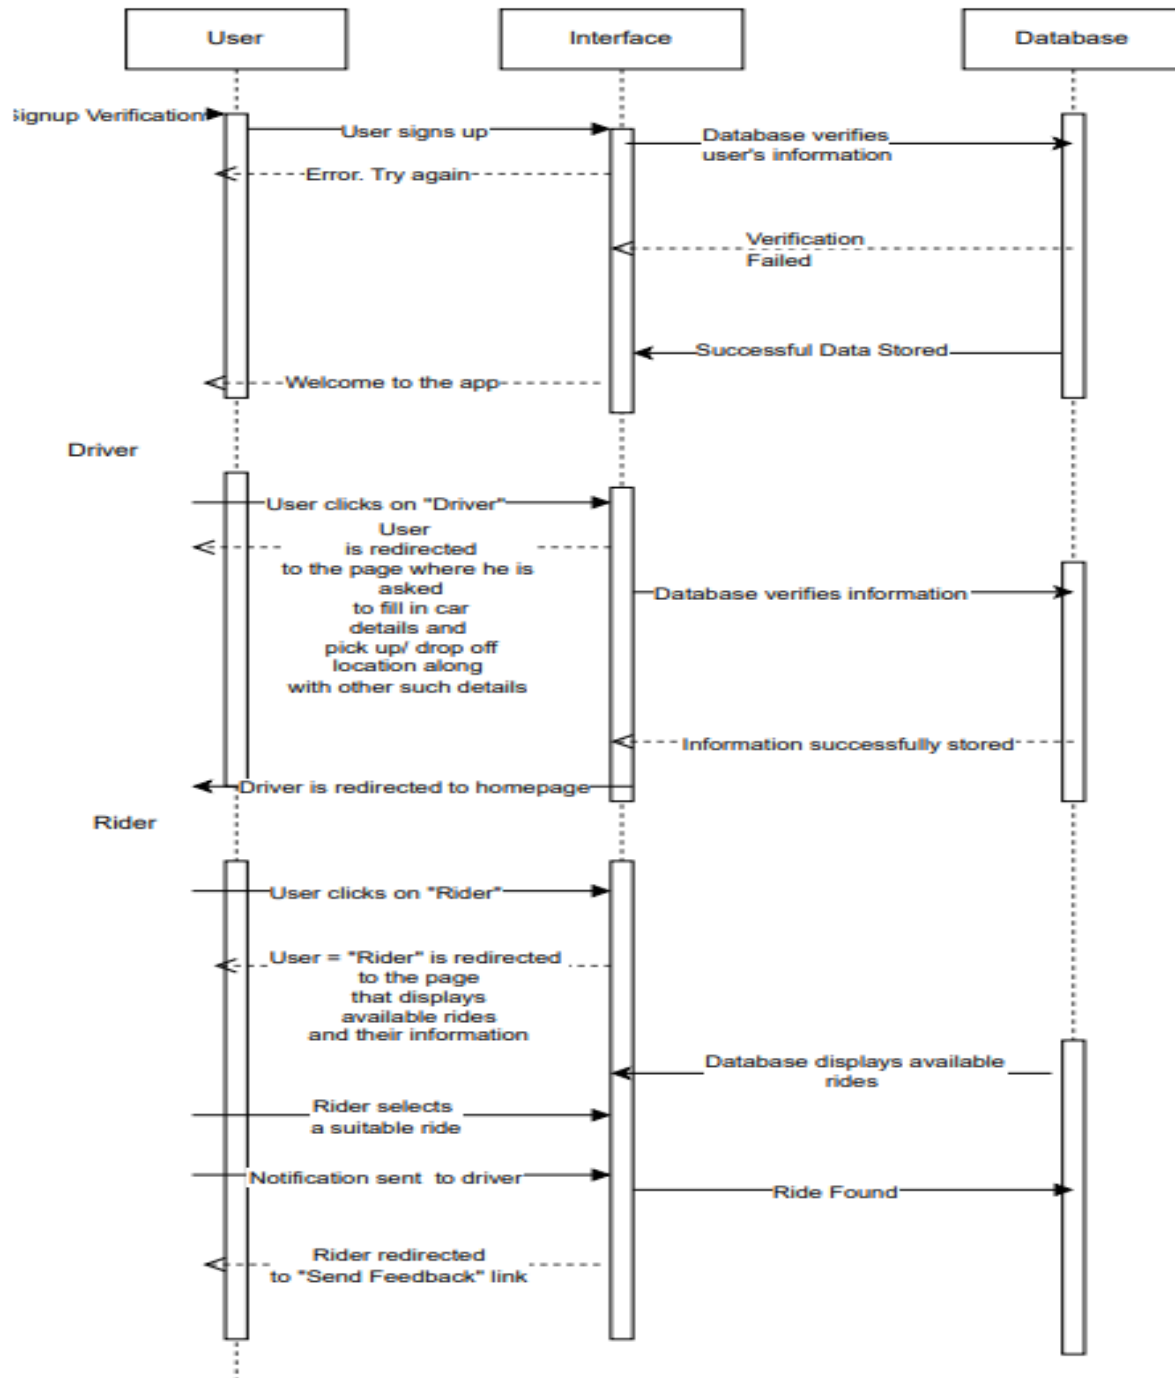 User
Interface
Database
Signup Verification
User signs up
Database verifies
user's information
Error. Try again
Verification
Failed
Successful Data Stored
Welcome to the app
Driver
User clicks on "Driver"
User
is redirected
to the page where he is
asked
to fill in car
details and
pick up/ drop off
location along
with other such details
Database verifies information
Information successfully stored
Driver is redirected to homepage
Rider
User clicks on "Rider"
User = "Rider" is redirected
to the page
that displays
available rides
and their information
Database displays available
rides
Rider selects
a suitable ride
Notification sent to driver
Ride Found
Rider redirected
to "Send Feedback" link